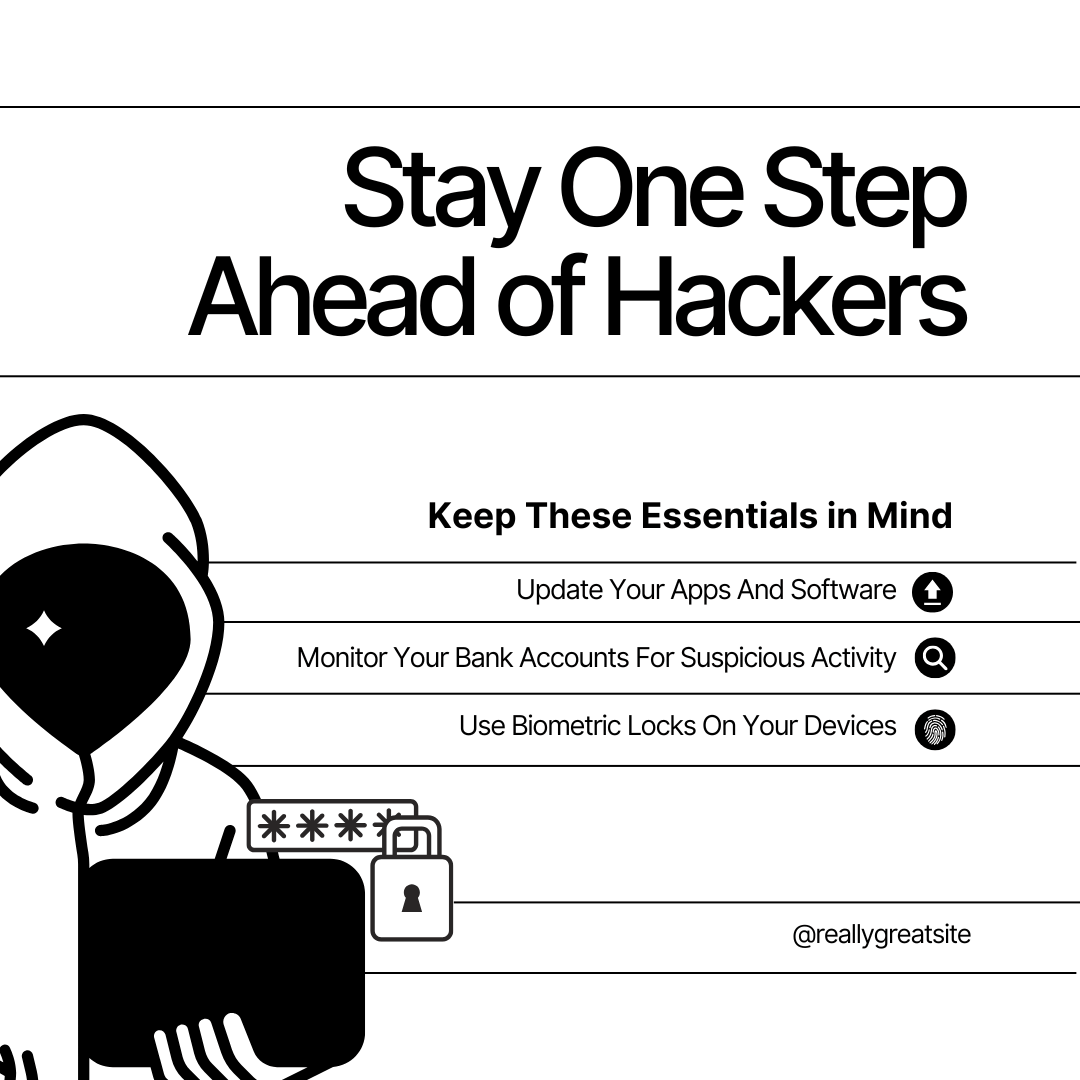 Stay One Step
Ahead of Hackers
Keep These Essentials in Mind
Update Your Apps And Software
Monitor Your Bank Accounts For Suspicious Activity
Use Biometric Locks On Your Devices
****
@reallygreatsite